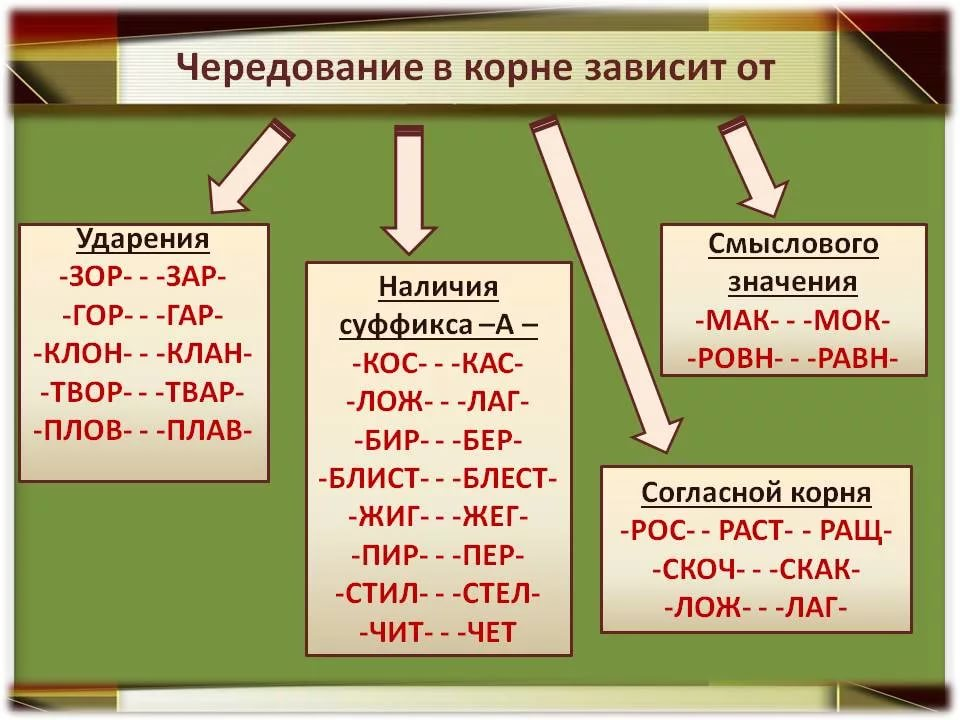 Чередование в корне зависит от
Ударения
-ЗОР- - -ЗАР-
-ГОР- - -ГАР-
-КЛОН- - -КЛАН-
-ТВОР- - -ТВАР-
-ПЛОВ- - -ПЛАВ-
Наличия
суффикса –А –
-КОС- - -КАС-
-ЛОЖ- - -ЛАГ-
-БИР- - -БЕР-
-БЛИСТ- - -БЛЕСТ-
-ЖИГ- - -ЖЕГ-
-ПИР- - -ПЕР-
-СТИЛ- - -СТЕЛ-
-ЧИТ- - -ЧЕТ
Смыслового
значения
-МАК- - -МОК-
-РОВН- - -РАВН-
Согласной корня
-РОС- - РАСТ- - РАЩ-
-СКОЧ- - -СКАК-
-ЛОЖ- - -ЛАГ-